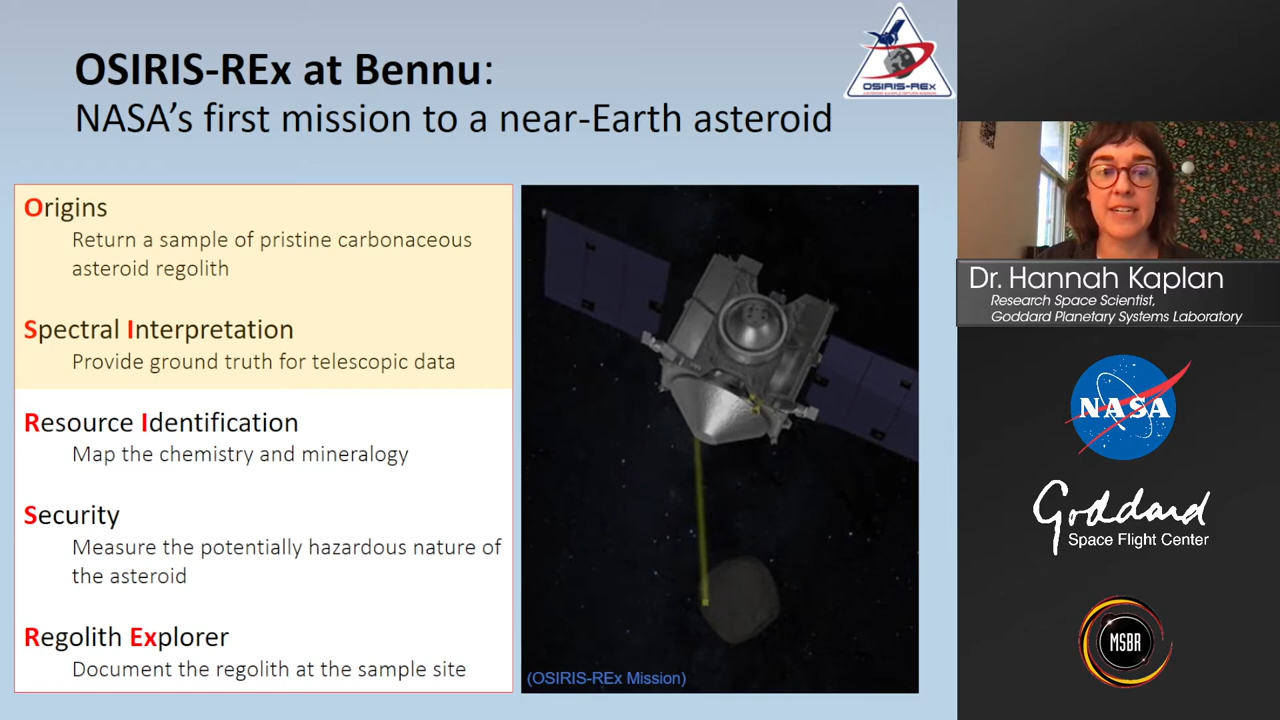 OSIRIS-REx at Bennu:
NASA's first mission to a near-Earth asteroid
OSIRIS-REx
Origins
Return a sample of pristine carbonaceous
asteroid regolith
Spectral Interpretation
Provide ground truth for telescopic data
Resource Identification
Map the chemistry and mineralogy
Security
Measure the potentially hazardous nature of
the asteroid
Regolith Explorer
Document the regolith at the sample site
(OSIRIS-REx Mission)
Dr. Hannah Kaplan
Research Space Scientist,
Goddard Planetary Systems Laboratory
NASA
Goddard
Space Flight Center
MSBR